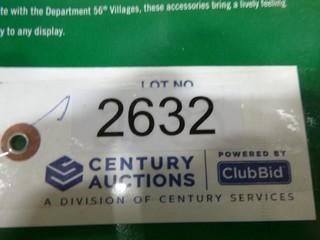 te with the Department 56® Villages, these accessories bring a lively feeling
y to any display.
LOT NO
2632
CENTURY
AUCTIONS
POWERED BY
ClubBid
A DIVISION OF CENTURY SERVICES